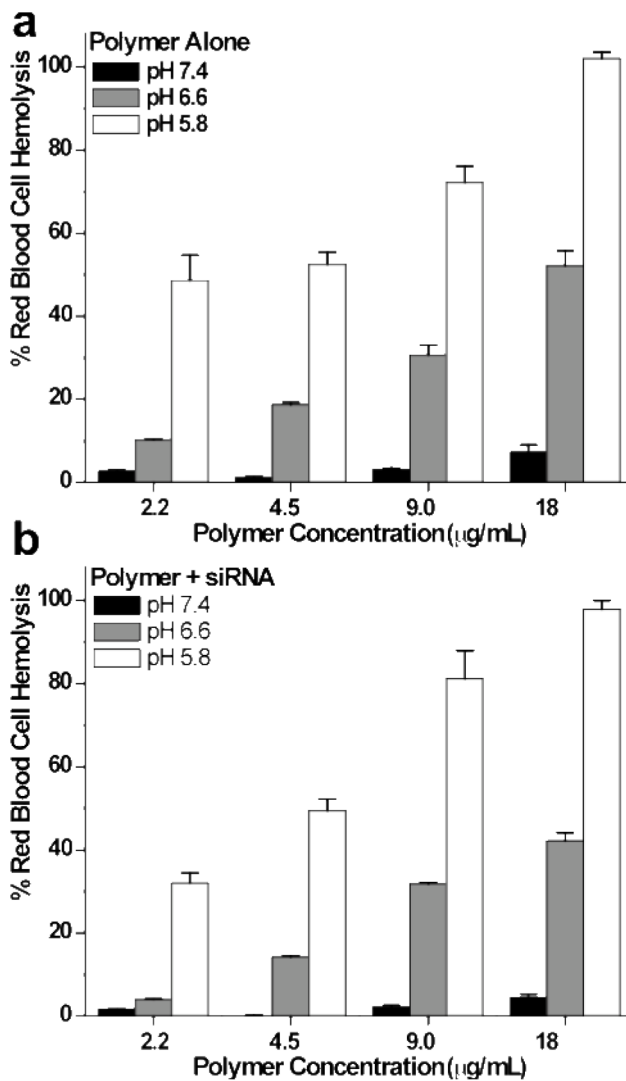 a
Polymer Alone
pH 7.4
pH 6.6
pH 5.8
% Red Blood Cell Hemolysis
100
80
60
40
20
0
2.2 4.5 9.0 18
Polymer Concentration(μg/mL)
b
Polymer + siRNA
pH 7.4
pH 6.6
pH 5.8
% Red Blood Cell Hemolysis
100
80
60
40
20
0
2.2 4.5 9.0 18
Polymer Concentration(μg/mL)